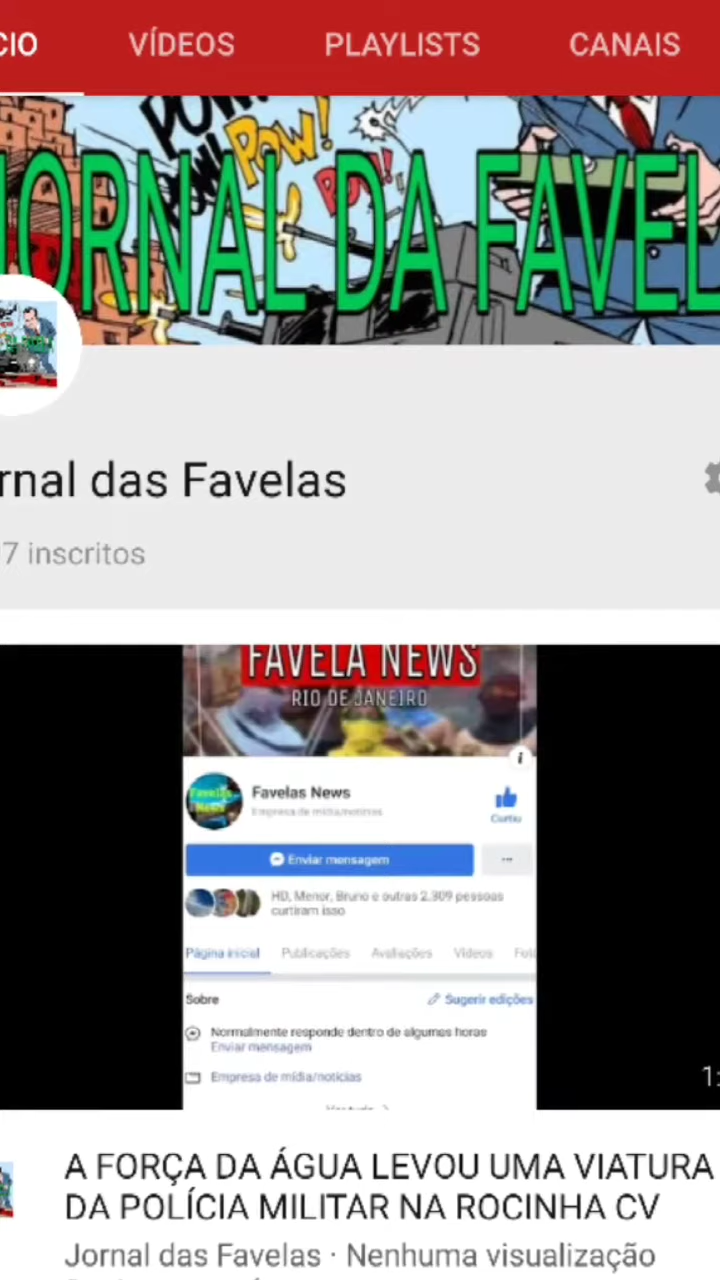 CIO VÍDEOS PLAYLISTS CANAIS
POW! POW!
JORNAL DA FAVEL
rnal das Favelas
7 inscritos
FAVELA NEWS
RIO DE JANEIRO
Favelas News
Empresa de mídia/notícias
Curtiu
Enviar mensagem
HD, Menor, Bruno e outras 2.309 pessoas
curtiram isso
Página inicial Publicações Avaliações Vídeos Fot
Sobre Sugerir edições
Normalmente responde dentro de algumas horas
Enviar mensagem
Empresa de mídia/notícias
1:
A FORÇA DA ÁGUA LEVOU UMA VIATURA
DA POLÍCIA MILITAR NA ROCINHA CV
Jornal das Favelas · Nenhuma visualização